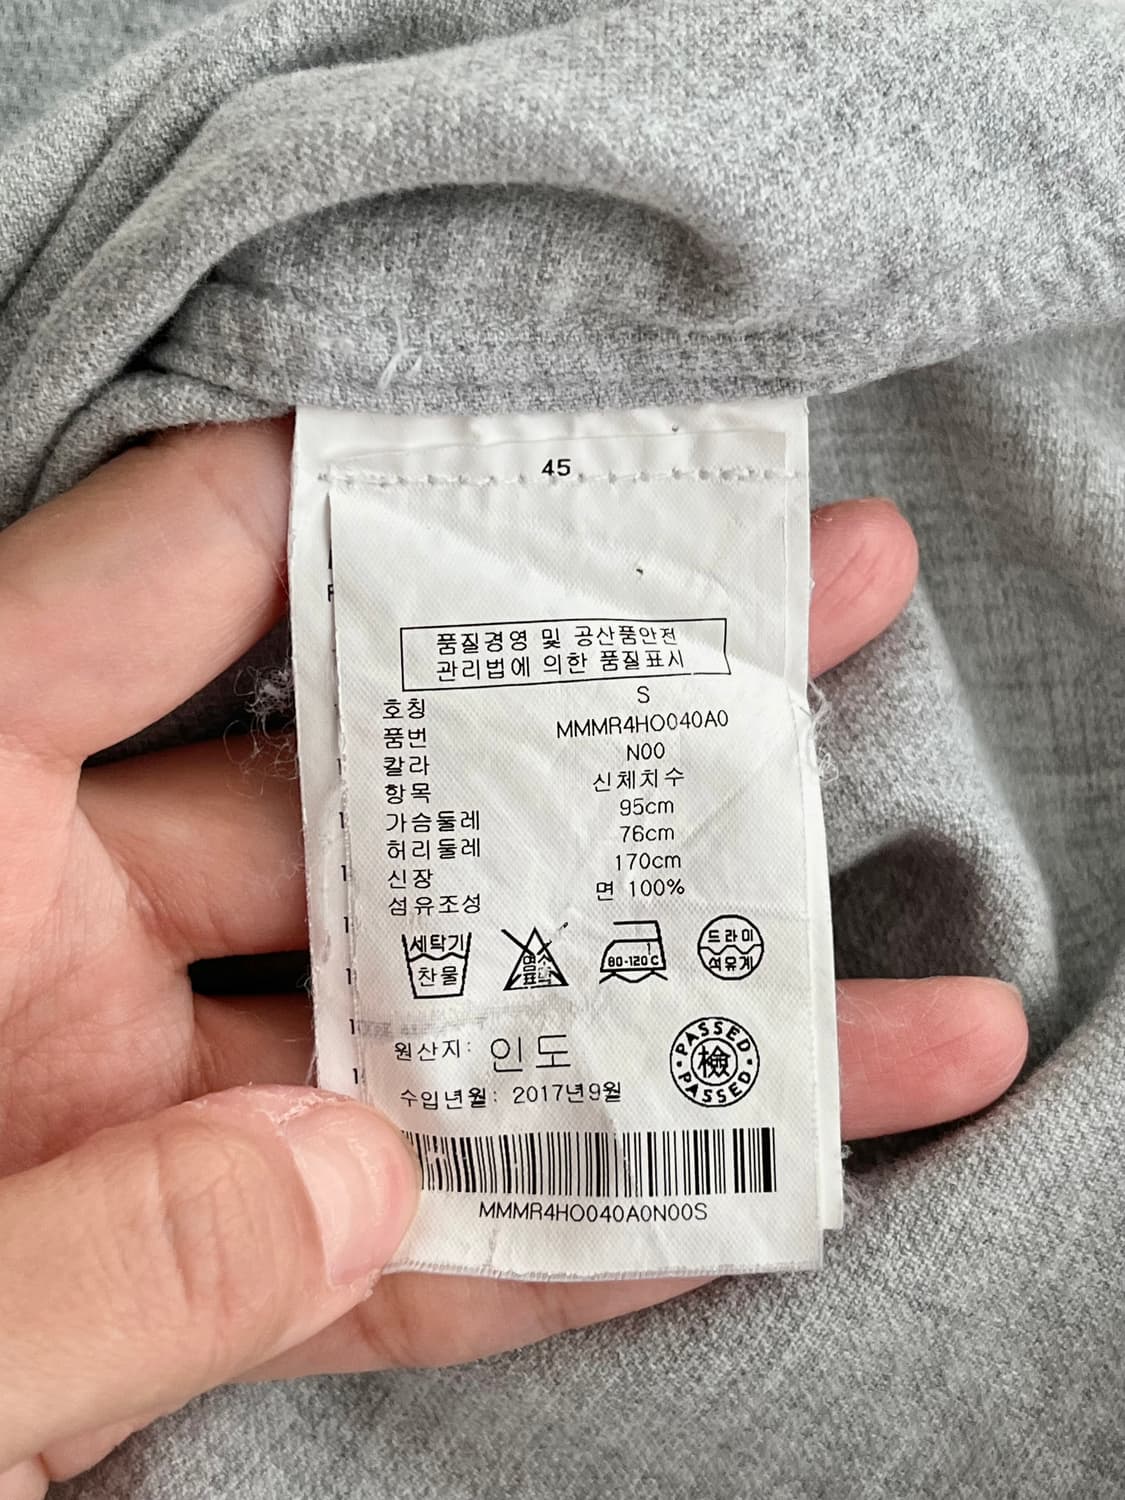 45
품질경영 및 공산품안전
관리법에 의한 품질표시
호칭 S
품번 MMMR4HO040A0
칼라 N00
항목 신체치수
가슴둘레 95cm
허리둘레 76cm
신장 170cm
섬유조성 면 100%
세탁기
찬물
염소
표백
80-120˚C
드라이
석유계
원산지: 인도
PASSED
檢
PASSED
수입년월: 2017년9월
MMMR4HO040A0N00S